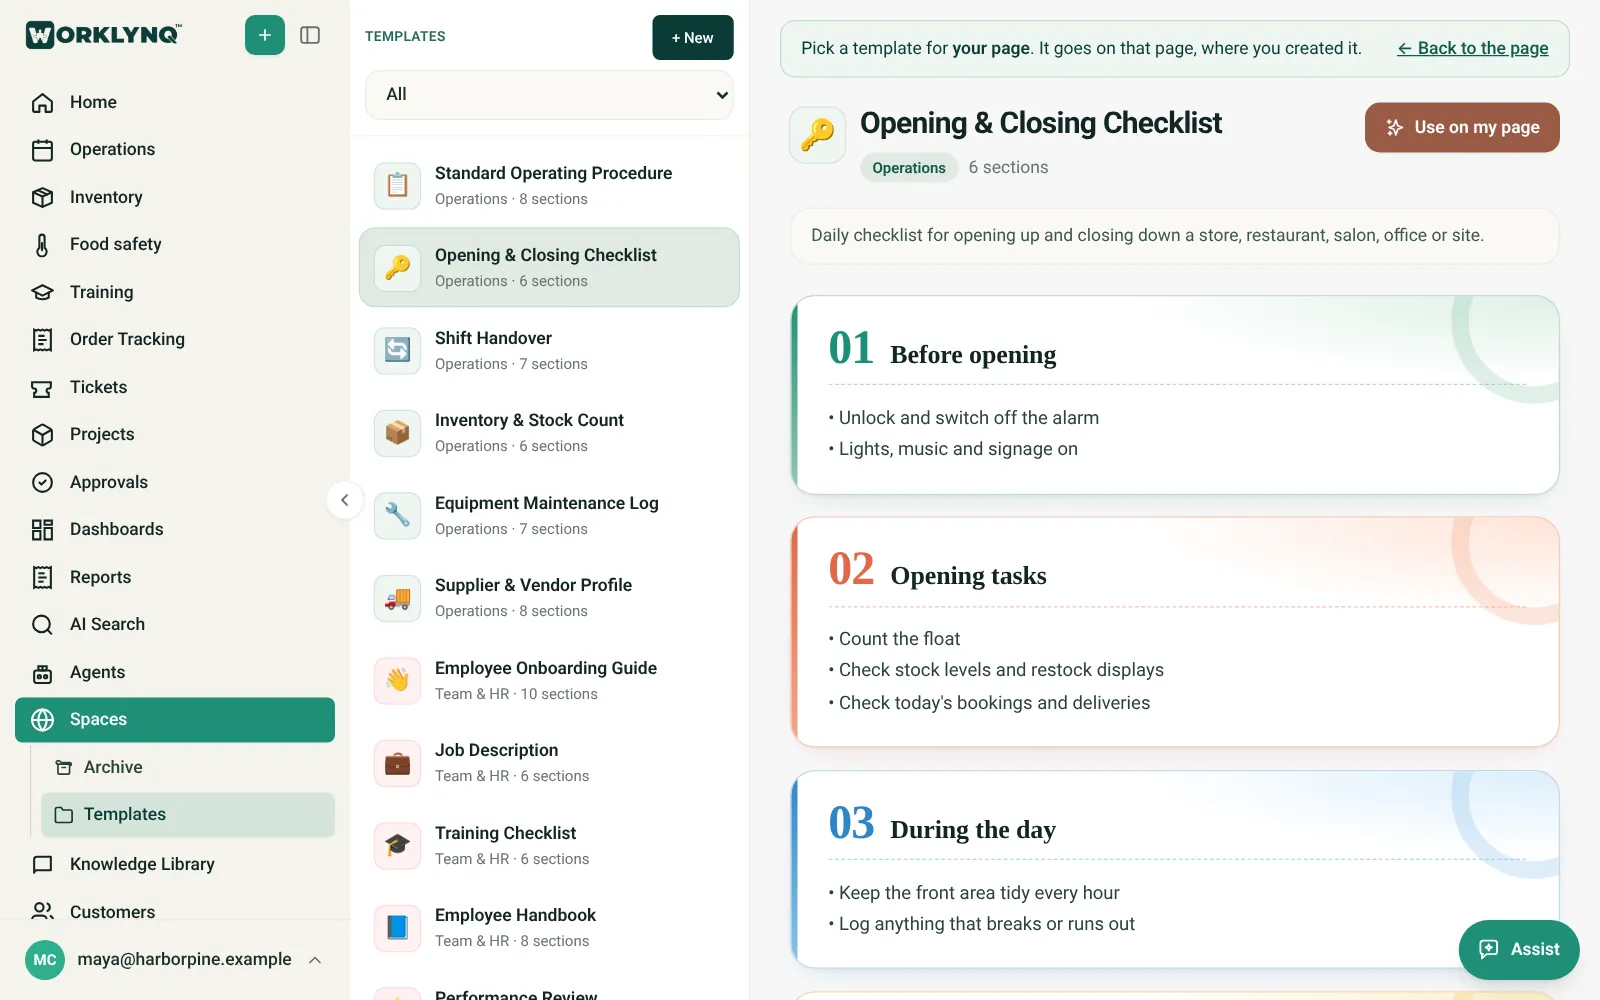 WORKLYNQ™
Home
Operations
Inventory
Food safety
Training
Order Tracking
Tickets
Projects
Approvals
Dashboards
Reports
AI Search
Agents
Spaces
Archive
Templates
Knowledge Library
Customers
MC
maya@harborpine.example
TEMPLATES
+ New
All
Standard Operating Procedure
Operations · 8 sections
Opening & Closing Checklist
Operations · 6 sections
Shift Handover
Operations · 7 sections
Inventory & Stock Count
Operations · 6 sections
Equipment Maintenance Log
Operations · 7 sections
Supplier & Vendor Profile
Operations · 8 sections
Employee Onboarding Guide
Team & HR · 10 sections
Job Description
Team & HR · 6 sections
Training Checklist
Team & HR · 6 sections
Employee Handbook
Team & HR · 8 sections
Performance Review
Pick a template for your page. It goes on that page, where you created it.
← Back to the page
Opening & Closing Checklist
Use on my page
Operations
6 sections
Daily checklist for opening up and closing down a store, restaurant, salon, office or site.
01 Before opening
• Unlock and switch off the alarm
• Lights, music and signage on
02 Opening tasks
• Count the float
• Check stock levels and restock displays
• Check today's bookings and deliveries
03 During the day
• Keep the front area tidy every hour
• Log anything that breaks or runs out
Assist